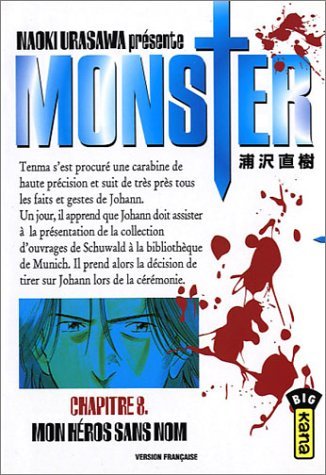 NAOKI URASAWA présente
MONSTER
浦沢直樹
Tenma s'est procuré une carabine de
haute précision et suit de très près tous
les faits et gestes de Johann.
Un jour, il apprend que Johann doit assister
à la présentation de la collection
d'ouvrages de Schuwald à la bibliothèque
de Munich. Il prend alors la décision de
tirer sur Johann lors de la cérémonie.
CHAPITRE 8.
MON HÉROS SANS NOM
VERSION FRANÇAISE
BIG
kana